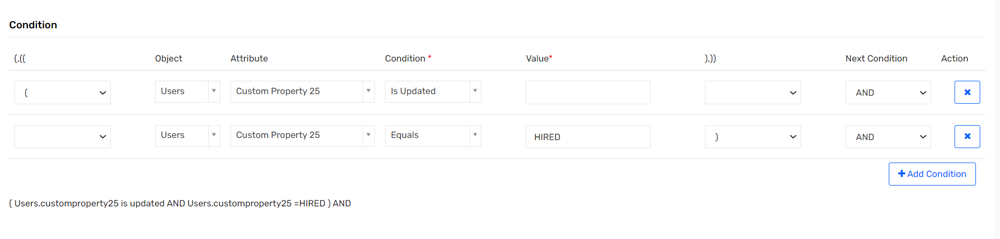 Condition
(,(( Object Attribute Condition * Value* ),)) Next Condition Action
( Users Custom Property 25 Is Updated AND
Users Custom Property 25 Equals HIRED ) AND
Add Condition
( Users.customproperty25 is updated AND Users.customproperty25 =HIRED ) AND